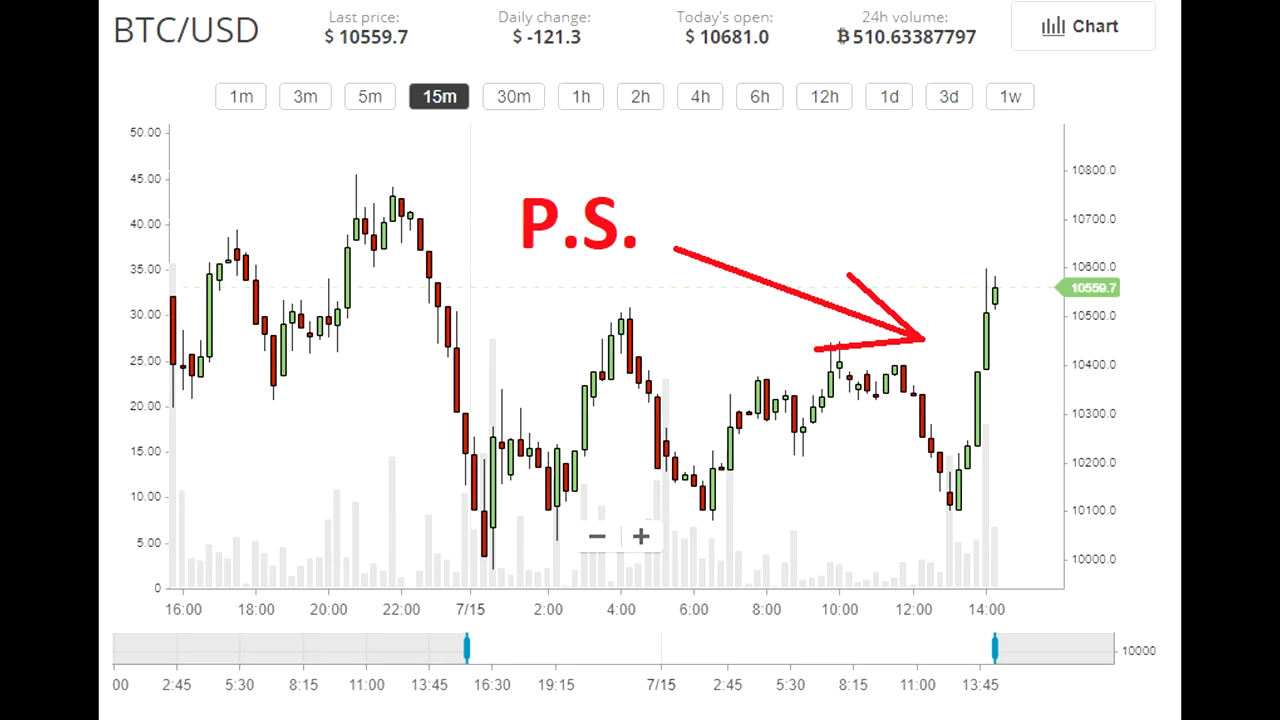 BTC/USD
Last price:
$ 10559.7
Daily change:
$ -121.3
Today's open:
$ 10681.0
24h volume:
฿ 510.63387797
Chart
1m 3m 5m 15m 30m 1h 2h 4h 6h 12h 1d 3d 1w
50.00
45.00
40.00
35.00
30.00
25.00
20.00
15.00
10.00
5.00
0
P.S.
10800.0
10700.0
10600.0
10559.7
10500.0
10400.0
10300.0
10200.0
10100.0
10000.0
− +
16:00 18:00 20:00 22:00 7/15 2:00 4:00 6:00 8:00 10:00 12:00 14:00
10000
00 2:45 5:30 8:15 11:00 13:45 16:30 19:15 7/15 2:45 5:30 8:15 11:00 13:45